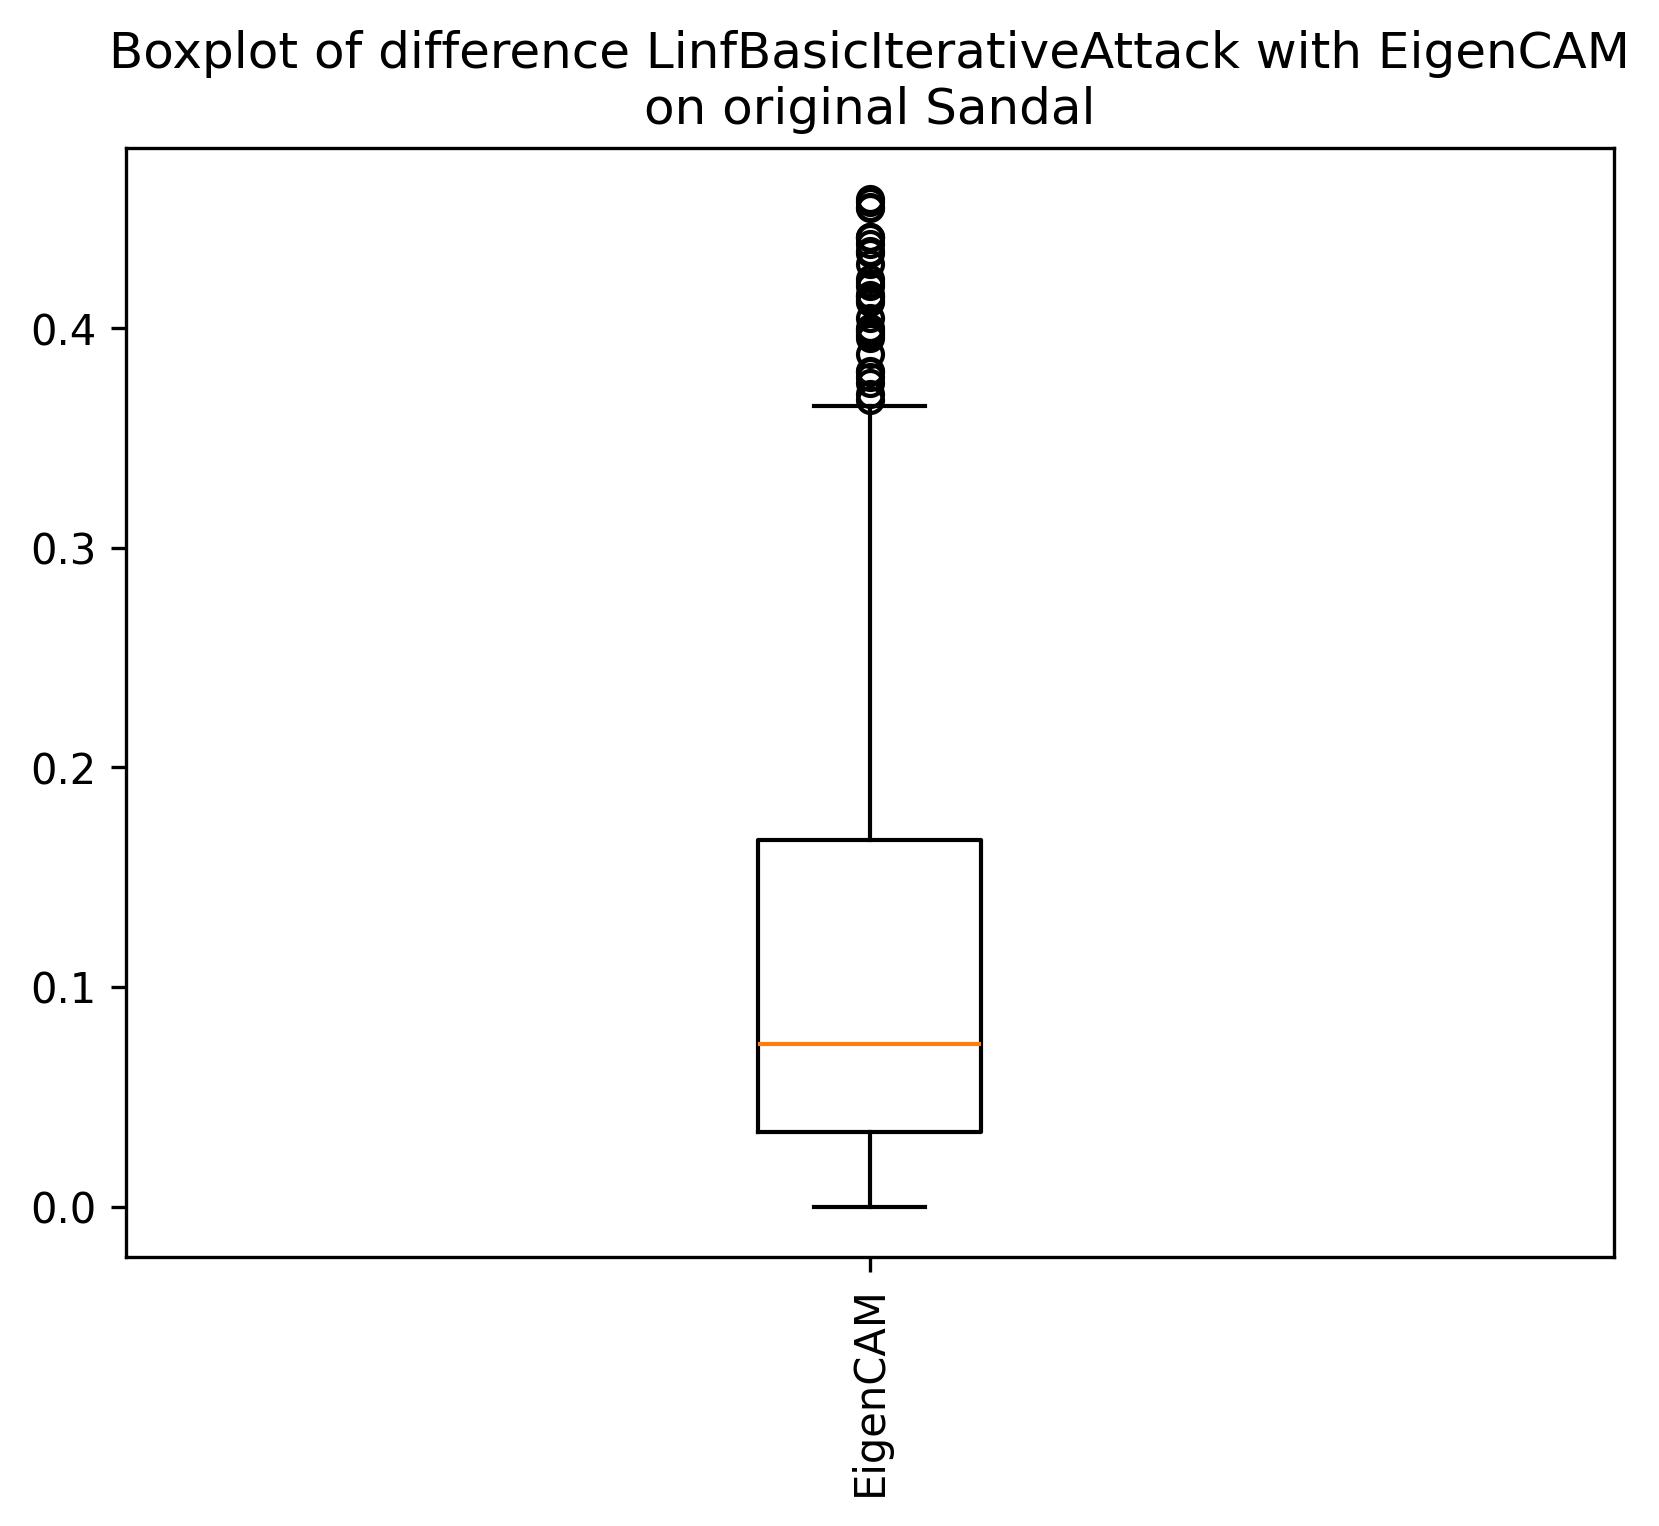 Boxplot of difference LinfBasicIterativeAttack with EigenCAM
on original Sandal
0.4
0.3
0.2
0.1
0.0
EigenCAM